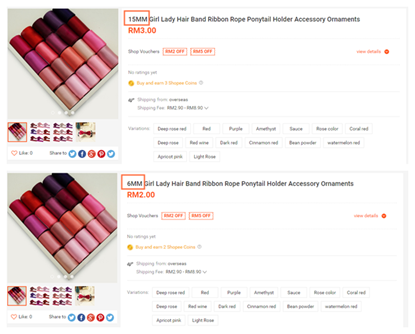 15MM Girl Lady Hair Band Ribbon Rope Ponytail Holder Accessory Ornaments
RM3.00
Shop Vouchers RM2 OFF RM5 OFF view details
No ratings yet
Buy and earn 3 Shopee Coins
Shipping from: overseas
Shipping Fee: RM2.90 - RM8.90
Variations: Deep rose red Red Purple Amethyst Sauce Rose color Coral red
Deep rose Red wine Dark red Cinnamon red Bean powder watermelon red
Apricot pink Light Rose
Like: 0 Share to
6MM Girl Lady Hair Band Ribbon Rope Ponytail Holder Accessory Ornaments
RM2.00
Shop Vouchers RM2 OFF RM5 OFF view details
No ratings yet
Buy and earn 2 Shopee Coins
Shipping from: overseas
Shipping Fee: RM2.90 - RM8.90
Variations: Deep rose red Red Purple Amethyst Sauce Rose color Coral red
Deep rose Red wine Dark red Cinnamon red Bean powder watermelon red
Apricot pink Light Rose
Like: 0 Share to